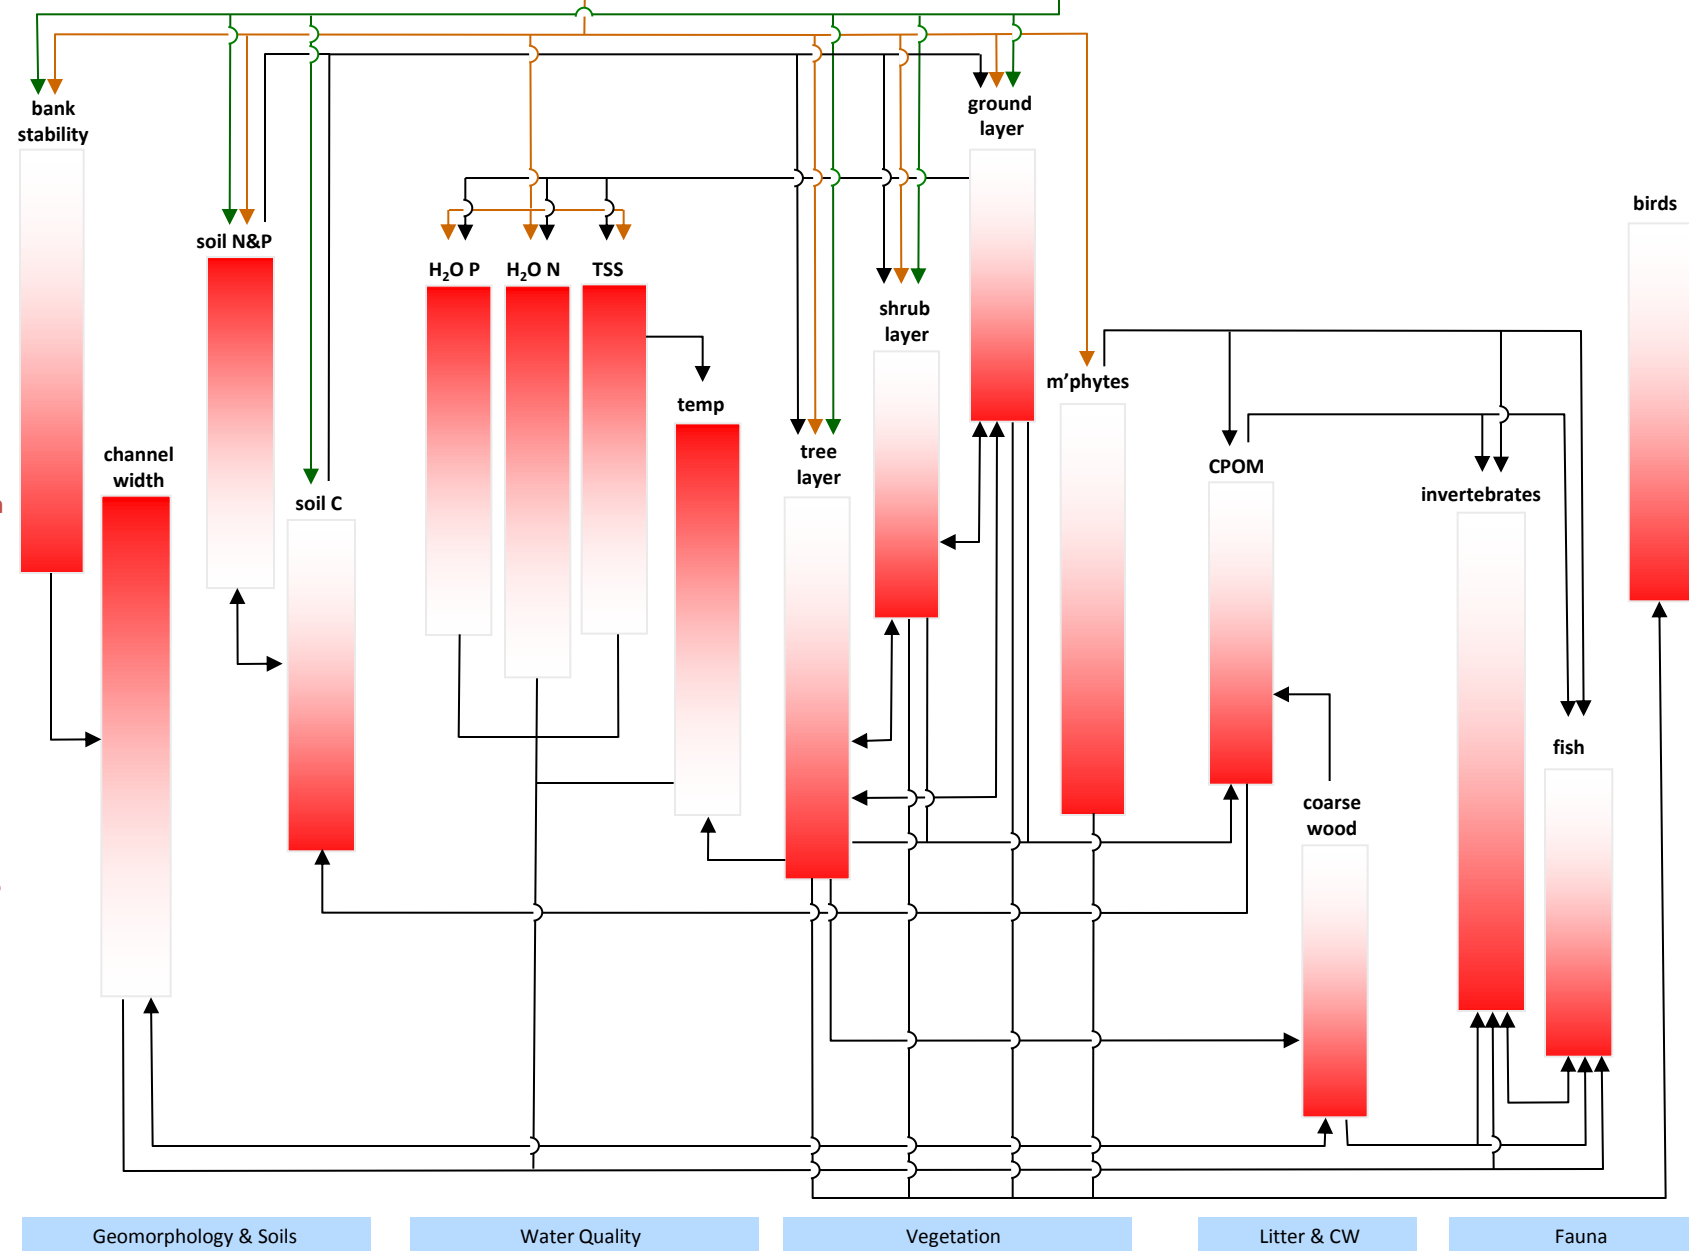 bank
stability
ground
layer
birds
soil N&P
H₂O P
H₂O N
TSS
shrub
layer
m'phytes
temp
channel
width
tree
layer
CPOM
soil C
invertebrates
fish
coarse
wood
Geomorphology & Soils
Water Quality
Vegetation
Litter & CW
Fauna